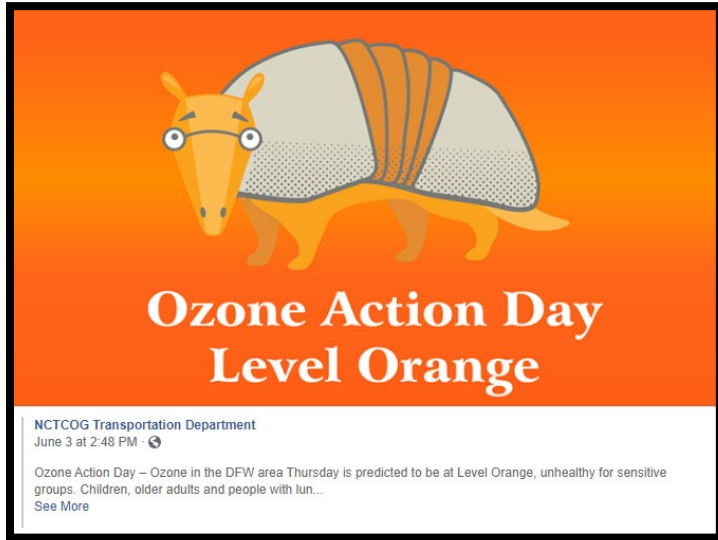 Ozone Action Day
Level Orange
NCTCOG Transportation Department
June 3 at 2:48 PM ·
Ozone Action Day – Ozone in the DFW area Thursday is predicted to be at Level Orange, unhealthy for sensitive
groups. Children, older adults and people with lun...
See More